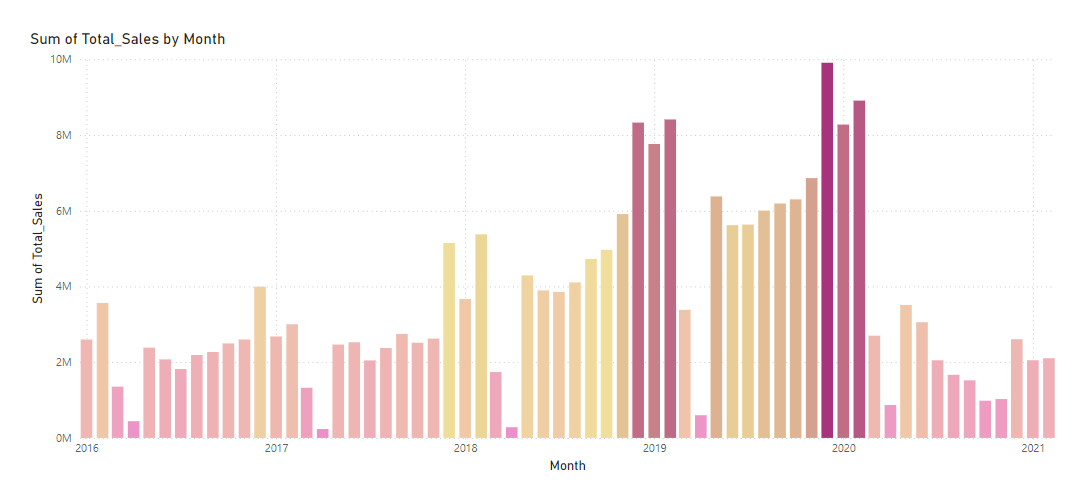 Sum of Total_Sales by Month
10M
8M
6M
4M
2M
0M
Sum of Total_Sales
2016 2017 2018 2019 2020 2021
Month